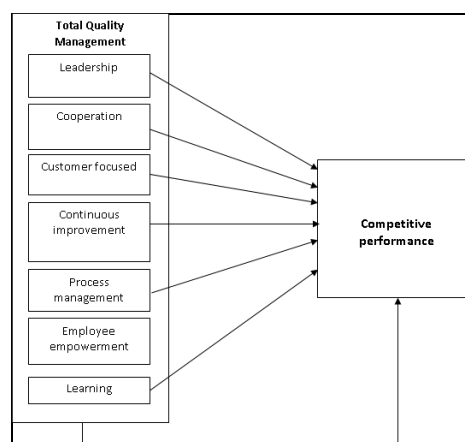 Total Quality
Management
Leadership
Cooperation
Customer focused
Continuous
improvement
Process
management
Employee
empowerment
Learning
Competitive
performance